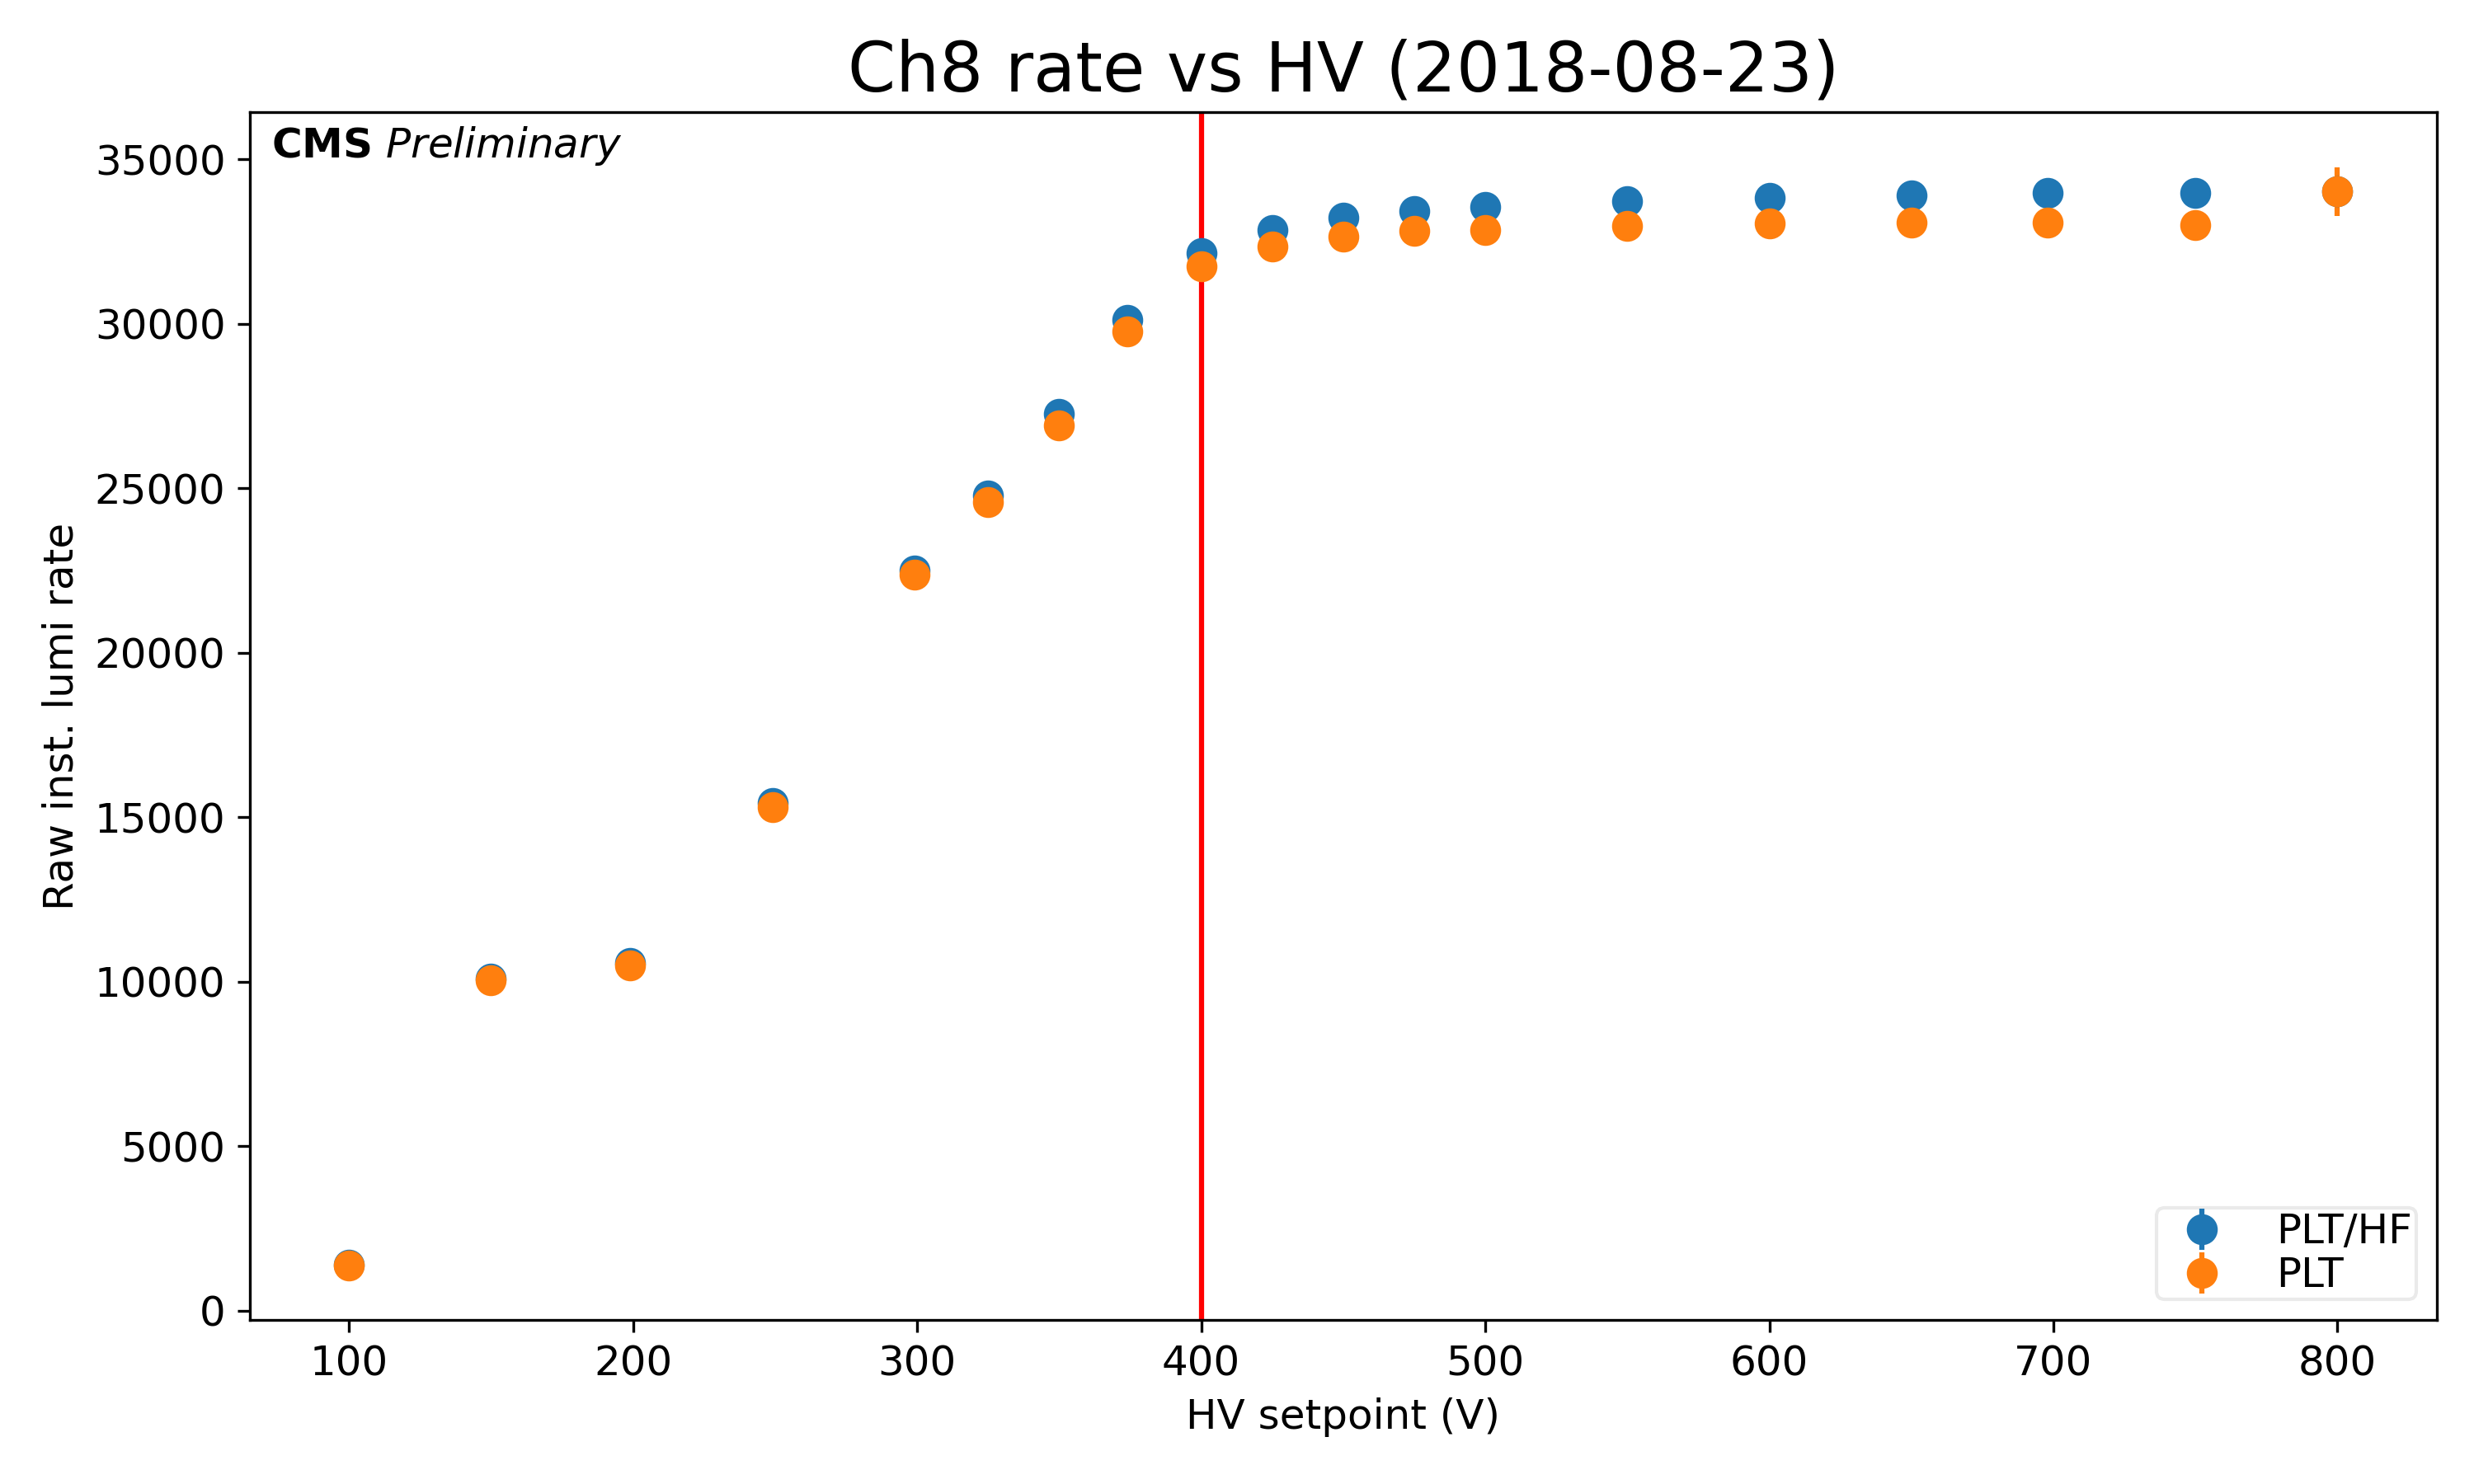 Ch8 rate vs HV (2018-08-23)
CMS Preliminary
35000
30000
25000
20000
15000
10000
5000
0
Raw inst. lumi rate
PLT/HF
PLT
100 200 300 400 500 600 700 800
HV setpoint (V)